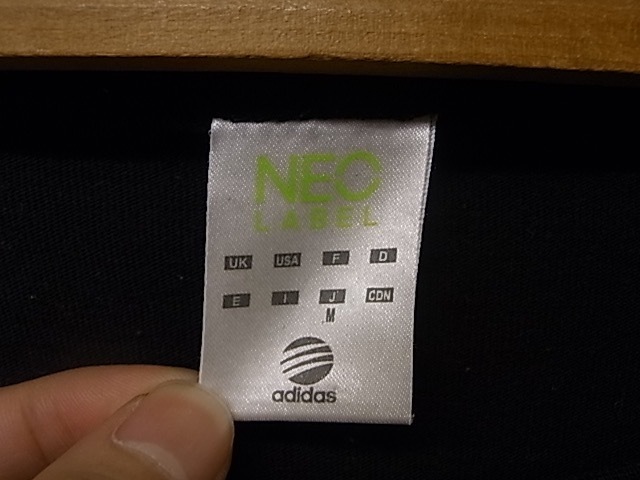 NEO
LABEL
UK USA F D
E I J CDN
M
adidas